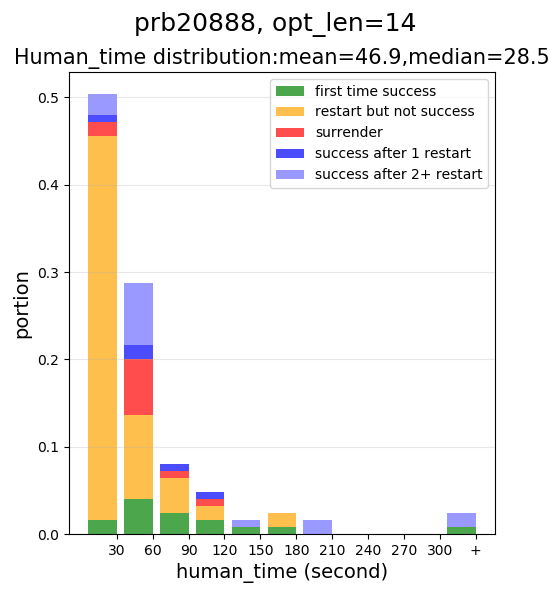 prb20888, opt_len=14
Human_time distribution:mean=46.9,median=28.5
first time success
restart but not success
surrender
success after 1 restart
success after 2+ restart
portion
0.5
0.4
0.3
0.2
0.1
0.0
30 60 90 120 150 180 210 240 270 300 +
human_time (second)